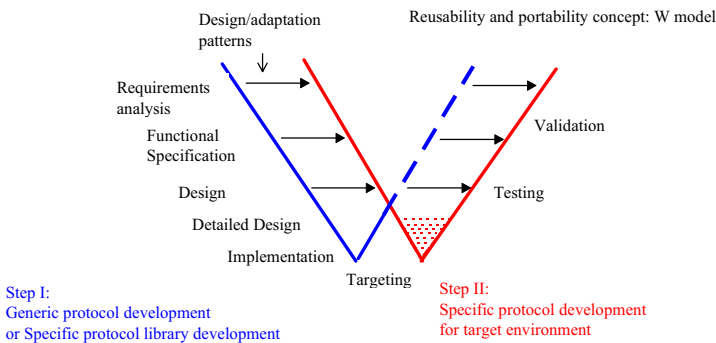 Design/adaptation
patterns
Reusability and portability concept: W model
Requirements
analysis
Functional
Specification
Design
Detailed Design
Implementation
Targeting
Validation
Testing
Step I:
Generic protocol development
or Specific protocol library development
Step II:
Specific protocol development
for target environment